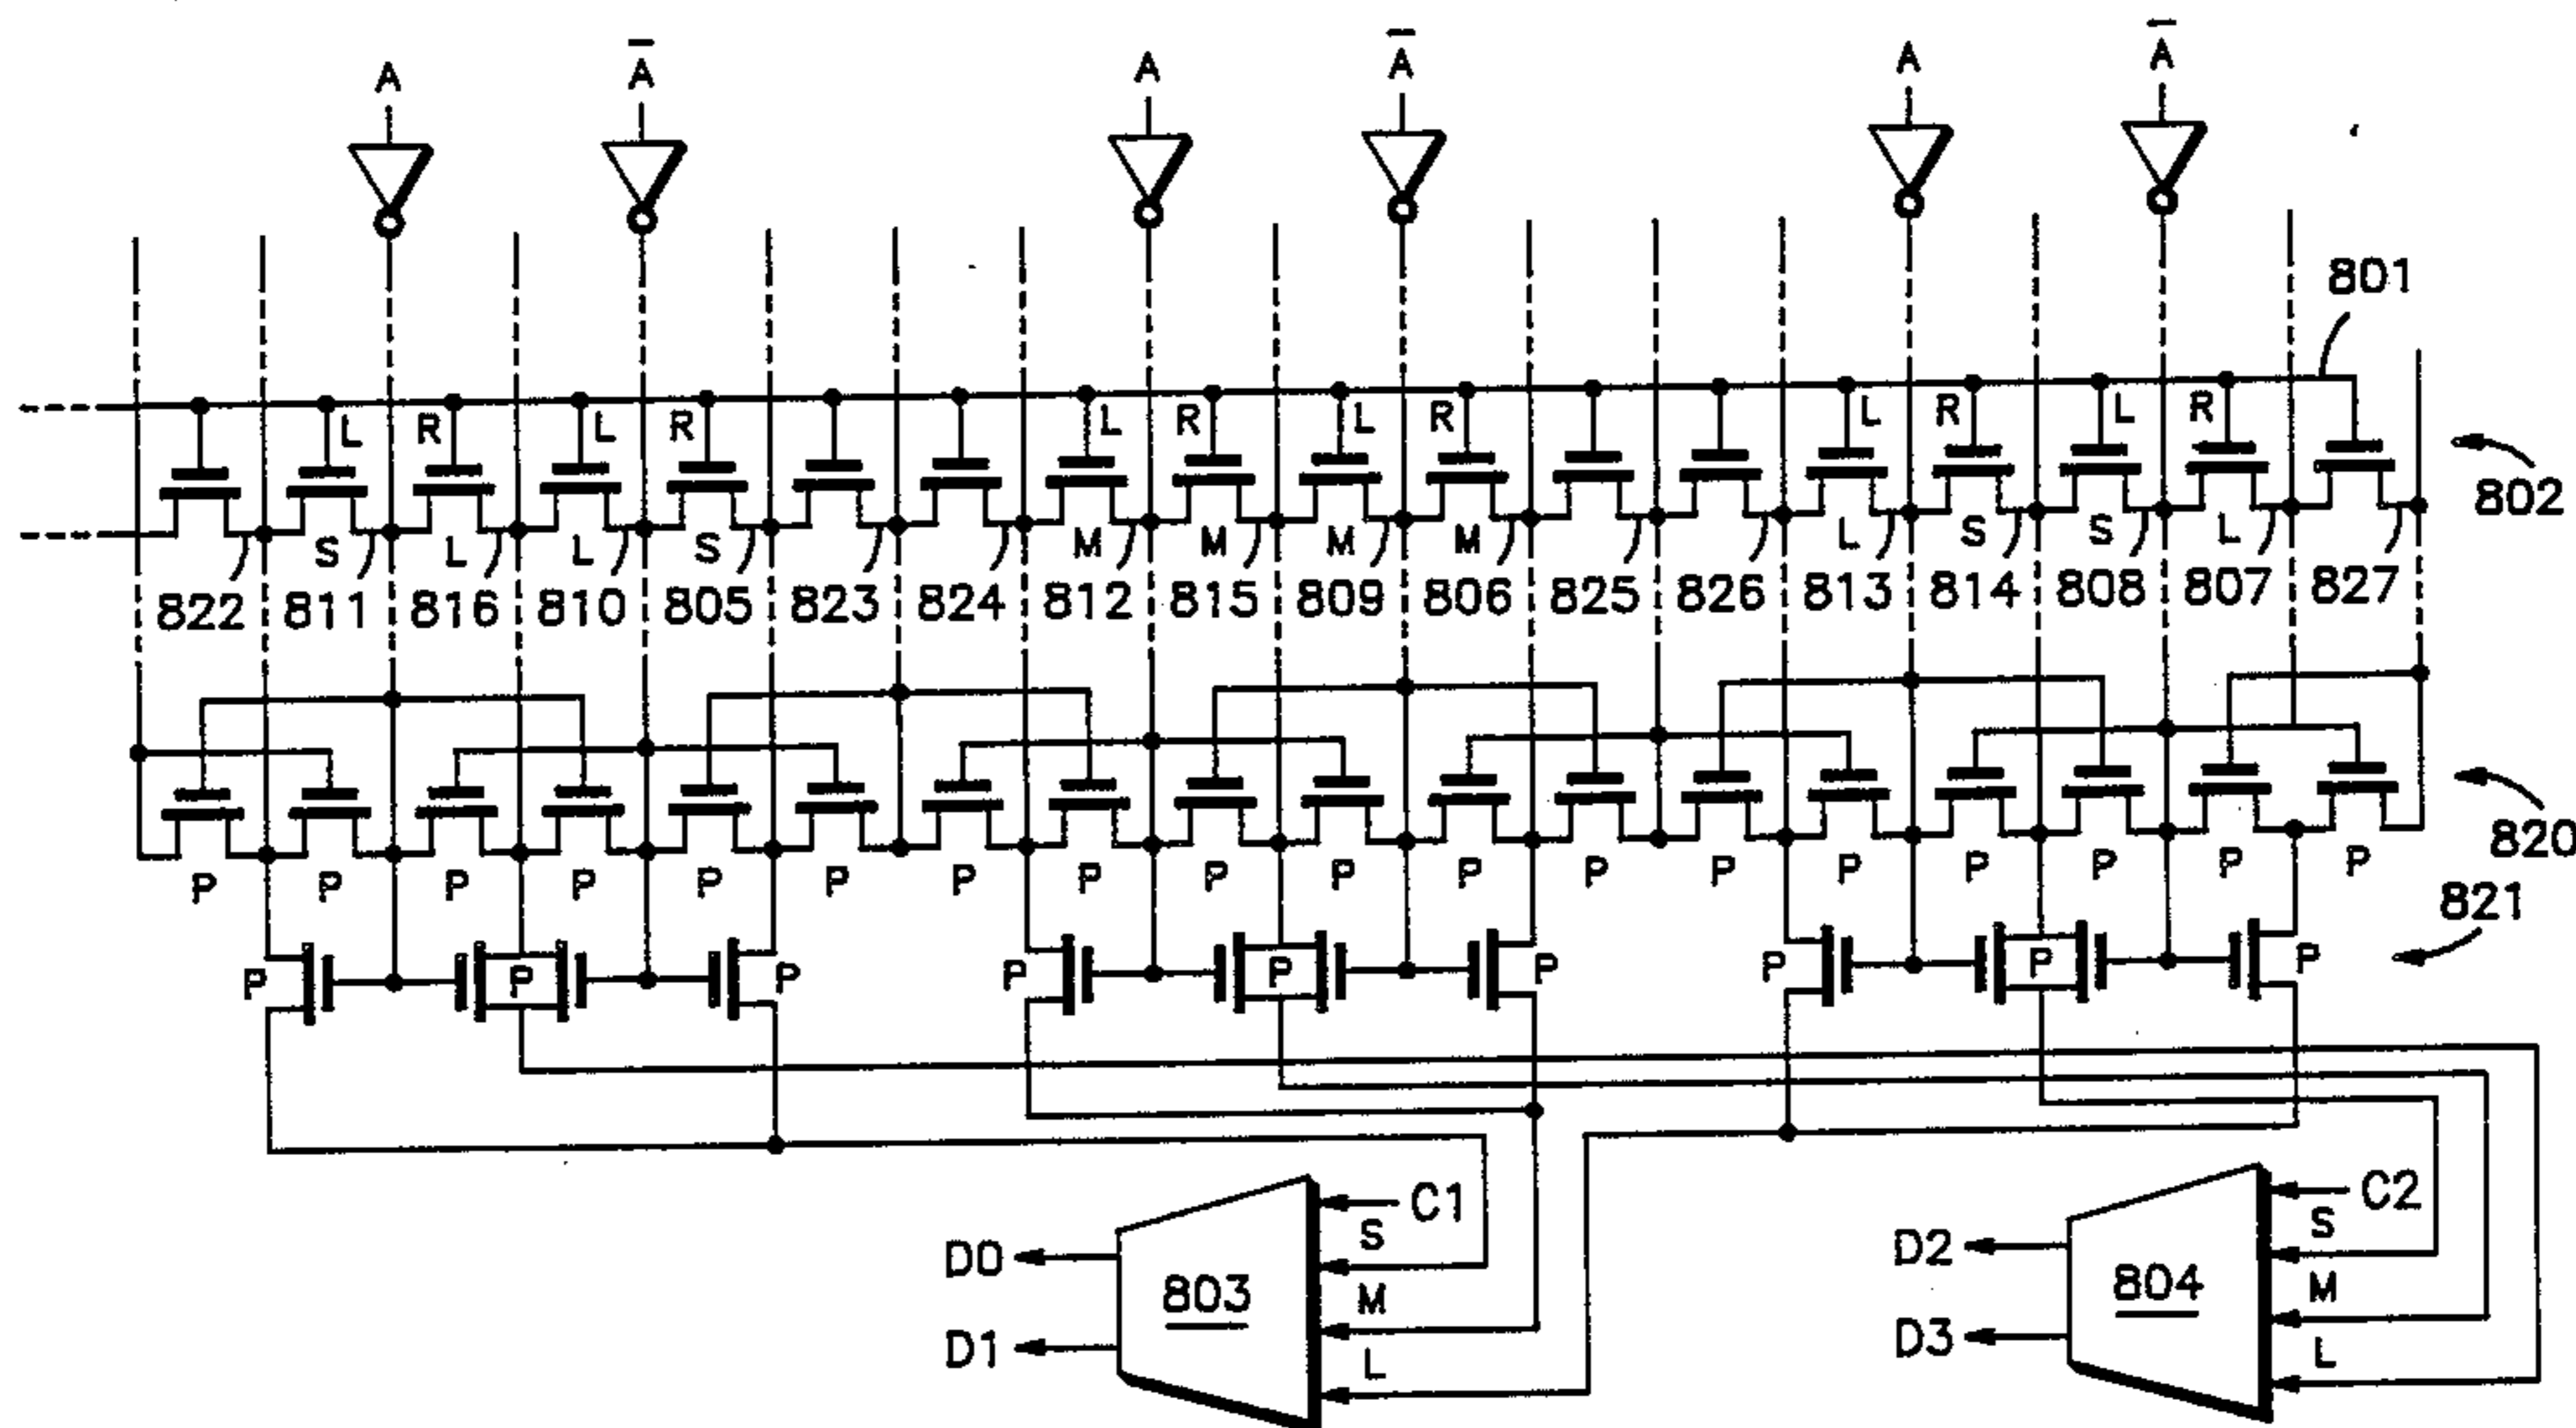 A A̅ A A̅ A A̅
801
L R L R L R L R L R L R
802
S L L S M M M M L S S L
822 811 816 810 805 823 824 812 815 809 806 825 826 813 814 808 807 827
820
P P P P P P P P P P P P P P P P P P
821
P P P P P P P P P
C1 C2
S S
D0 D2
803 M 804 M
D1 D3
L L